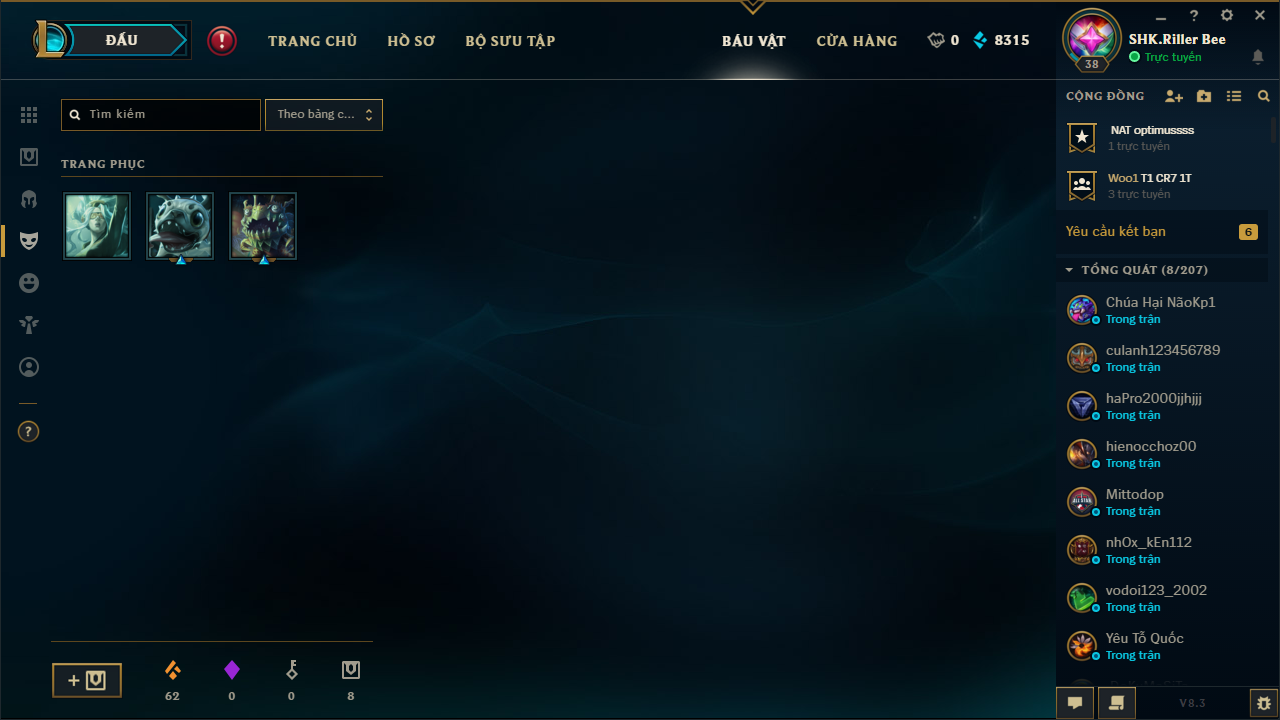 ĐẤU
TRANG CHỦ
HỒ SƠ
BỘ SƯU TẬP
BÁU VẬT
CỬA HÀNG
0
8315
38
SHK.Riller Bee
Trực tuyến
Tìm kiếm
Theo bảng c...
TRANG PHỤC
62
0
0
8
CỘNG ĐỒNG
NAT optimussss
1 trực tuyến
Woo1 T1 CR7 1T
3 trực tuyến
Yêu cầu kết bạn
6
TỔNG QUÁT (8/207)
Chúa Hại NãoKp1
Trong trận
culanh123456789
Trong trận
haPro2000jjhjjj
Trong trận
hienocchoz00
Trong trận
Mittodop
Trong trận
nhOx_kEn112
Trong trận
vodoi123_2002
Trong trận
Yêu Tổ Quốc
Trong trận
V8.3